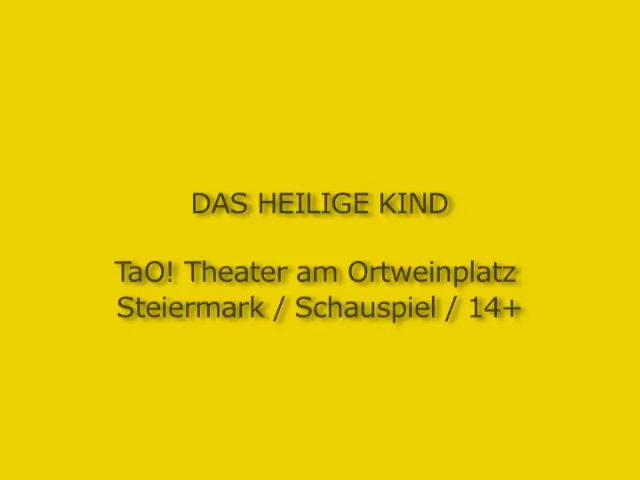 DAS HEILIGE KIND
TaO! Theater am Ortweinplatz
Steiermark / Schauspiel / 14+